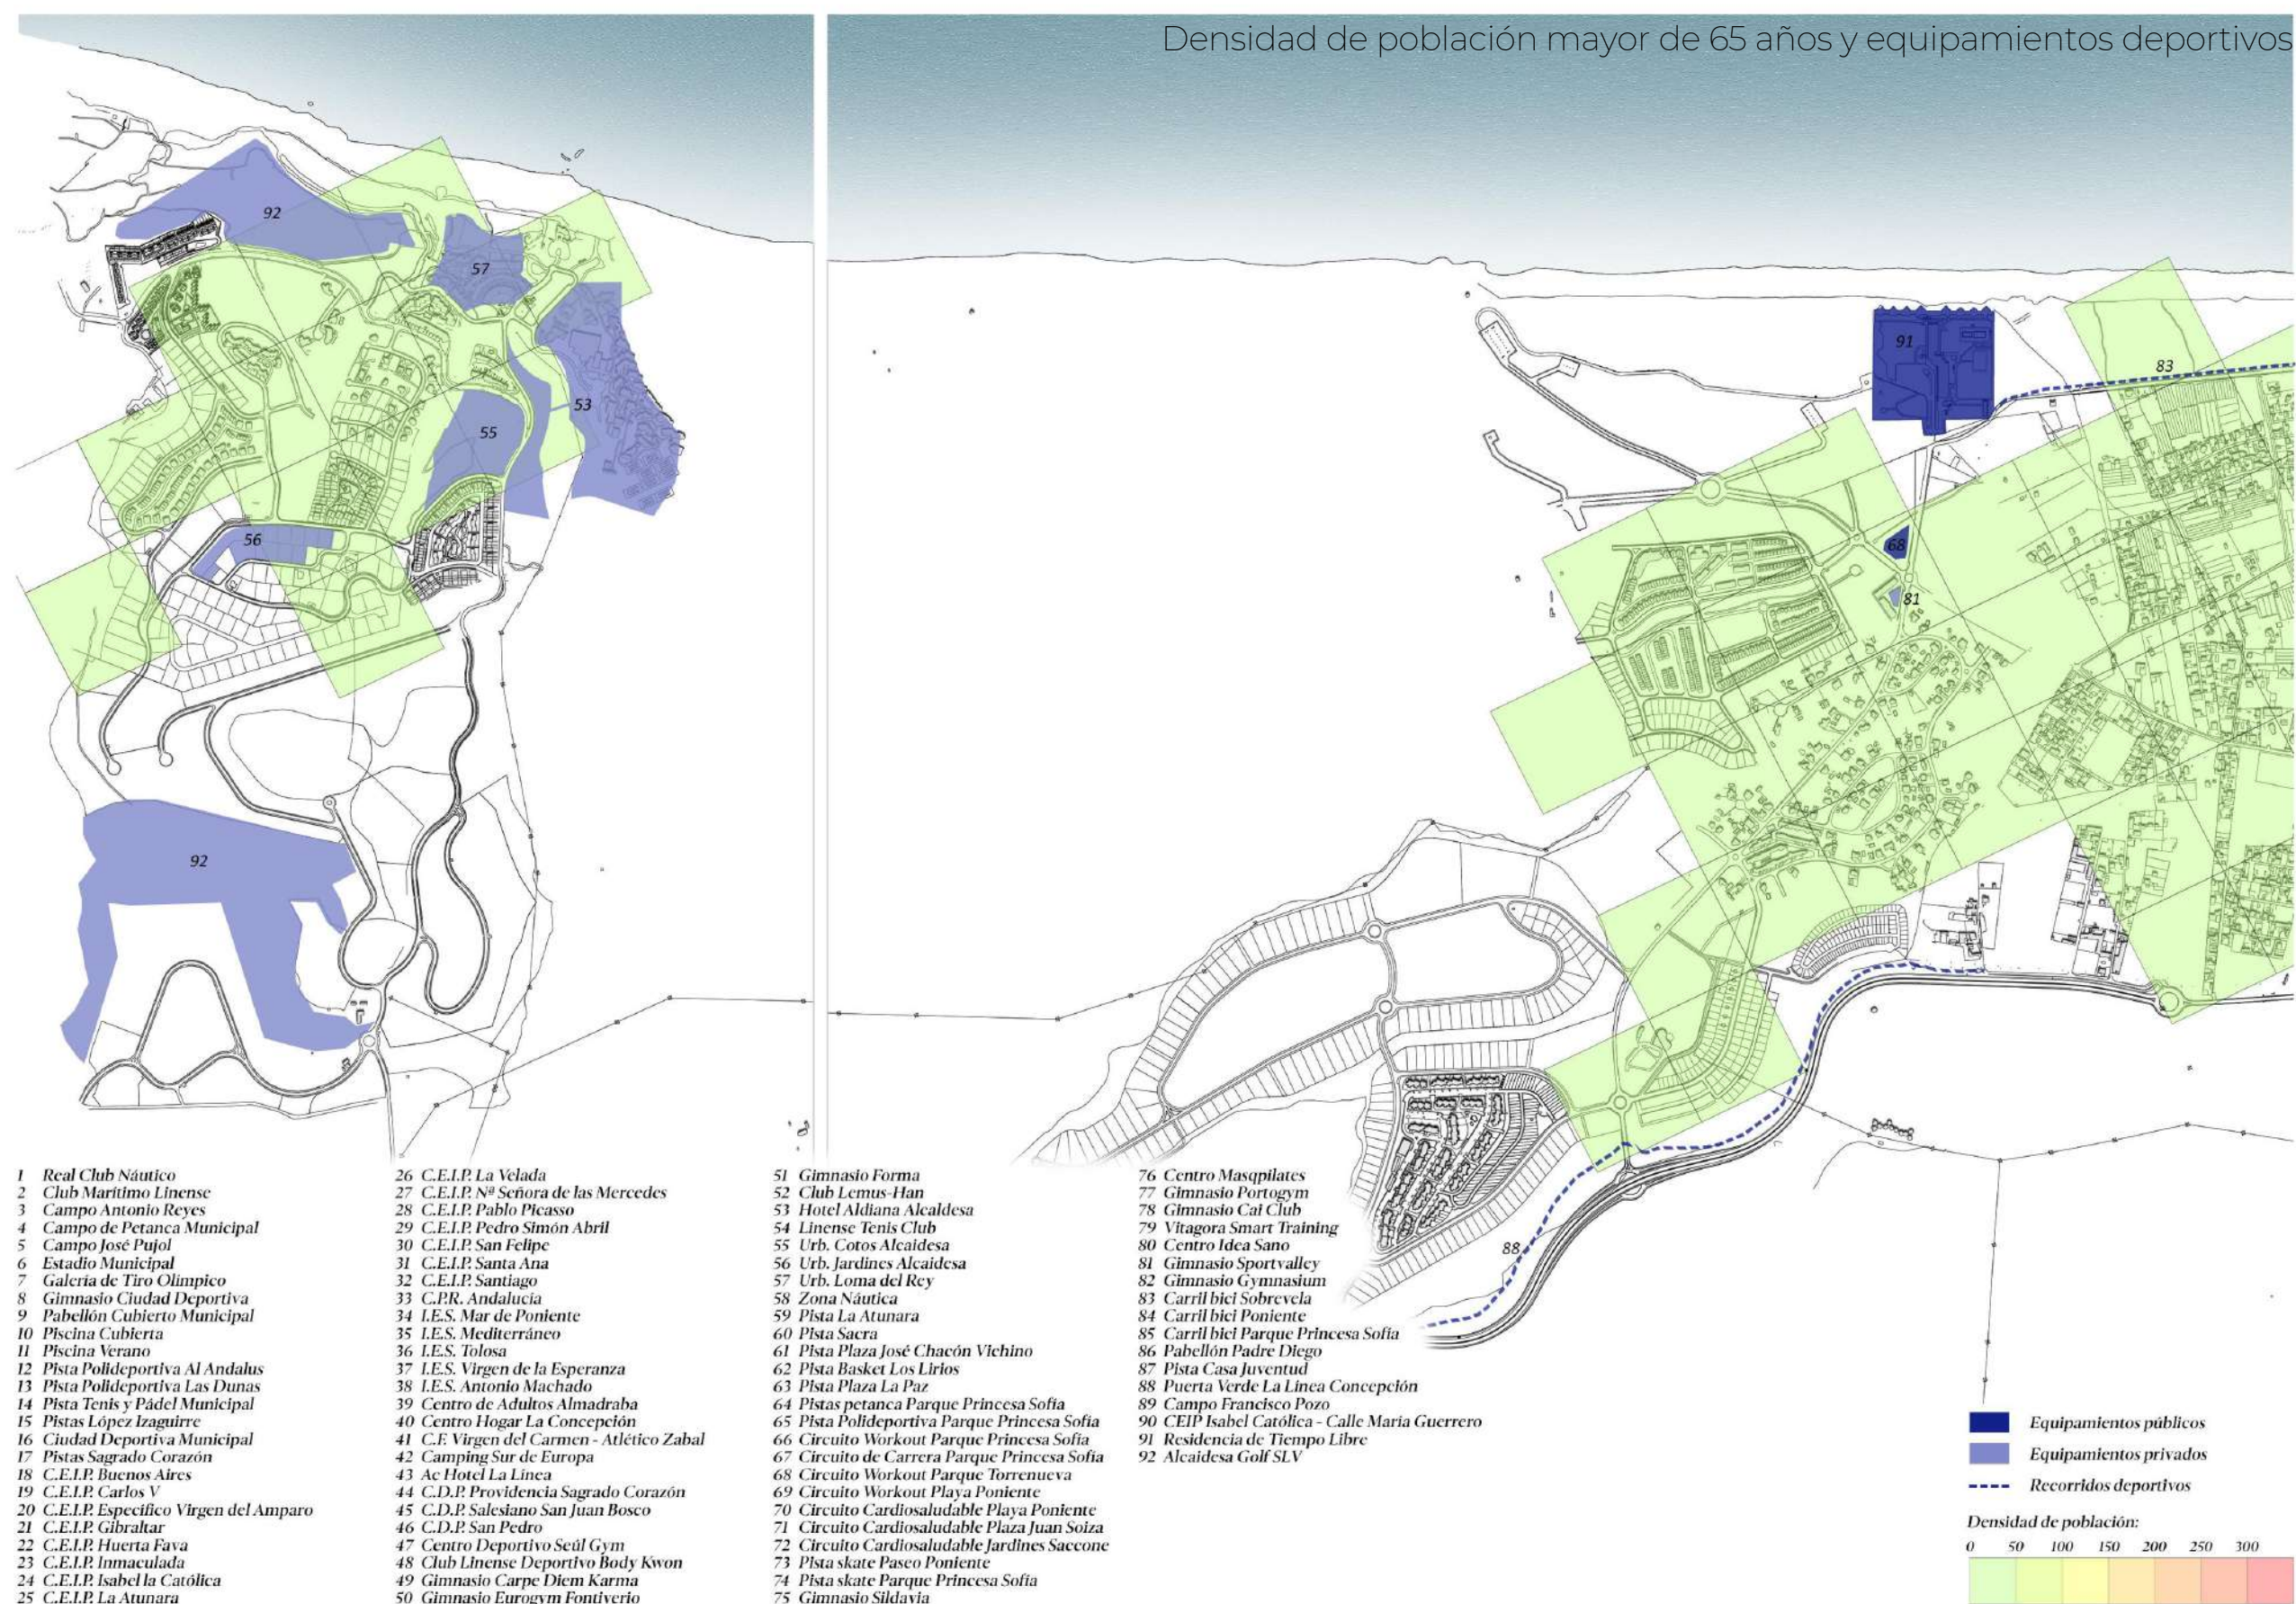 Densidad de población mayor de 65 años y equipamientos deportivos
92
57
53
55
56
92
91
83
68
81
88
1 Real Club Náutico
2 Club Marítimo Linense
3 Campo Antonio Reyes
4 Campo de Petanca Municipal
5 Campo José Pujol
6 Estadio Municipal
7 Galería de Tiro Olímpico
8 Gimnasio Ciudad Deportiva
9 Pabellón Cubierto Municipal
10 Piscina Cubierta
11 Piscina Verano
12 Pista Polideportiva Al Andalus
13 Pista Polideportiva Las Dunas
14 Pista Tenis y Pádel Municipal
15 Pistas López Izaguirre
16 Ciudad Deportiva Municipal
17 Pistas Sagrado Corazón
18 C.E.I.P. Buenos Aires
19 C.E.I.P. Carlos V
20 C.E.I.P. Específico Virgen del Amparo
21 C.E.I.P. Gibraltar
22 C.E.I.P. Huerta Fava
23 C.E.I.P. Inmaculada
24 C.E.I.P. Isabel la Católica
25 C.E.I.P. La Atunara
26 C.E.I.P. La Velada
27 C.E.I.P. Nª Señora de las Mercedes
28 C.E.I.P. Pablo Picasso
29 C.E.I.P. Pedro Simón Abril
30 C.E.I.P. San Felipe
31 C.E.I.P. Santa Ana
32 C.E.I.P. Santiago
33 C.P.R. Andalucía
34 I.E.S. Mar de Poniente
35 I.E.S. Mediterráneo
36 I.E.S. Tolosa
37 I.E.S. Virgen de la Esperanza
38 I.E.S. Antonio Machado
39 Centro de Adultos Almadraba
40 Centro Hogar La Concepción
41 C.F. Virgen del Carmen - Atlético Zabal
42 Camping Sur de Europa
43 Ac Hotel La Línea
44 C.D.P. Providencia Sagrado Corazón
45 C.D.P. Salesiano San Juan Bosco
46 C.D.P. San Pedro
47 Centro Deportivo Seúl Gym
48 Club Linense Deportivo Body Kwon
49 Gimnasio Carpe Diem Karma
50 Gimnasio Eurogym Fontiverio
51 Gimnasio Forma
52 Club Lemus-Han
53 Hotel Aldiana Alcaldesa
54 Linense Tenis Club
55 Urb. Cotos Alcaidesa
56 Urb. Jardines Alcaidesa
57 Urb. Loma del Rey
58 Zona Náutica
59 Pista La Atunara
60 Pista Sacra
61 Pista Plaza José Chacón Vichino
62 Pista Basket Los Lirios
63 Pista Plaza La Paz
64 Pistas petanca Parque Princesa Sofía
65 Pista Polideportiva Parque Princesa Sofía
66 Circuito Workout Parque Princesa Sofía
67 Circuito de Carrera Parque Princesa Sofía
68 Circuito Workout Parque Torrenueva
69 Circuito Workout Playa Poniente
70 Circuito Cardiosaludable Playa Poniente
71 Circuito Cardiosaludable Plaza Juan Soiza
72 Circuito Cardiosaludable Jardines Saccone
73 Pista skate Paseo Poniente
74 Pista skate Parque Princesa Sofía
75 Gimnasio Sildavia
76 Centro Masqpilates
77 Gimnasio Portogym
78 Gimnasio Cai Club
79 Vitagora Smart Training
80 Centro Idea Sano
81 Gimnasio Sportvalley
82 Gimnasio Gymnasium
83 Carril bici Sobrevela
84 Carril bici Poniente
85 Carril bici Parque Princesa Sofía
86 Pabellón Padre Diego
87 Pista Casa Juventud
88 Puerta Verde La Línea Concepción
89 Campo Francisco Pozo
90 CEIP Isabel Católica - Calle María Guerrero
91 Residencia de Tiempo Libre
92 Alcaidesa Golf SLV
Equipamientos públicos
Equipamientos privados
Recorridos deportivos
Densidad de población:
0 50 100 150 200 250 300